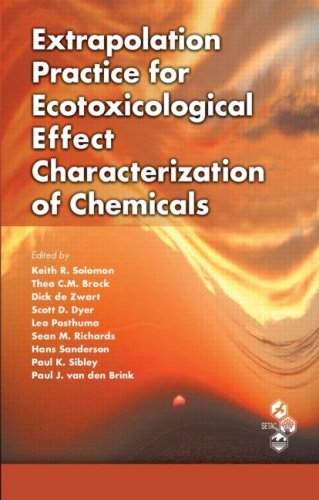 Extrapolation
Practice for
Ecotoxicological
Effect
Characterization
of Chemicals
Edited by
Keith R. Solomon
Theo C.M. Brock
Dick de Zwart
Scott D. Dyer
Leo Posthuma
Sean M. Richards
Hans Sanderson
Paul K. Sibley
Paul J. van den Brink
SETAC